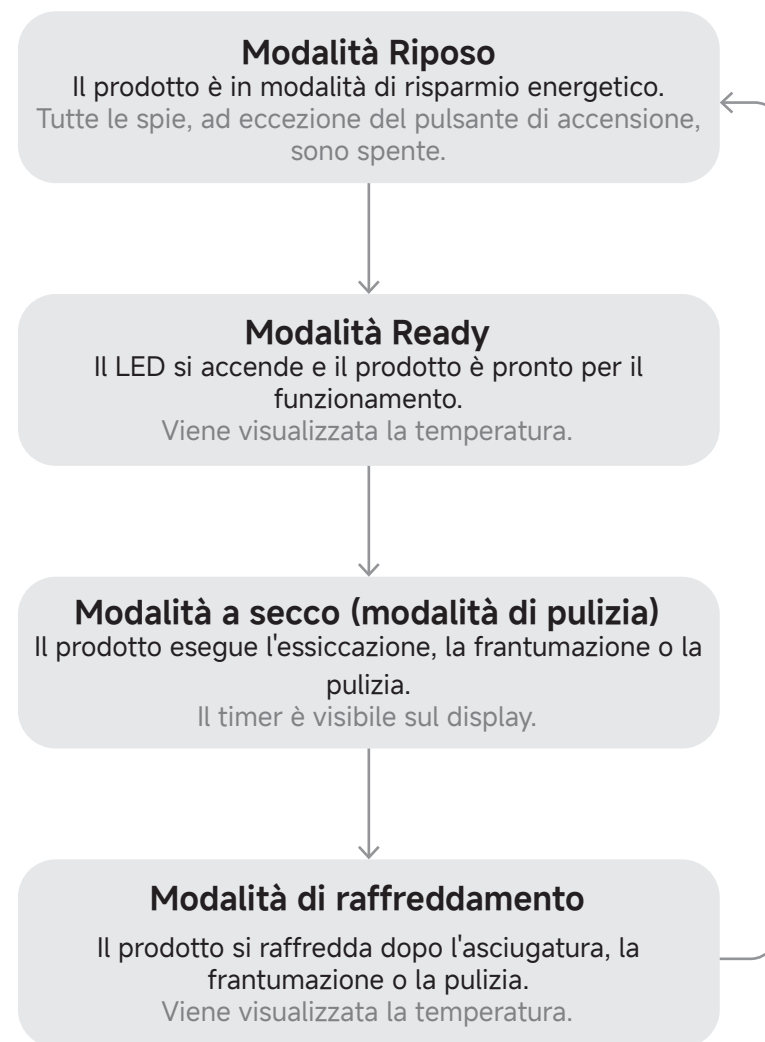 Modalità Riposo
Il prodotto è in modalità di risparmio energetico.
Tutte le spie, ad eccezione del pulsante di accensione,
sono spente.
Modalità Ready
Il LED si accende e il prodotto è pronto per il
funzionamento.
Viene visualizzata la temperatura.
Modalità a secco (modalità di pulizia)
Il prodotto esegue l'essiccazione, la frantumazione o la
pulizia.
Il timer è visibile sul display.
Modalità di raffreddamento
Il prodotto si raffredda dopo l'asciugatura, la
frantumazione o la pulizia.
Viene visualizzata la temperatura.